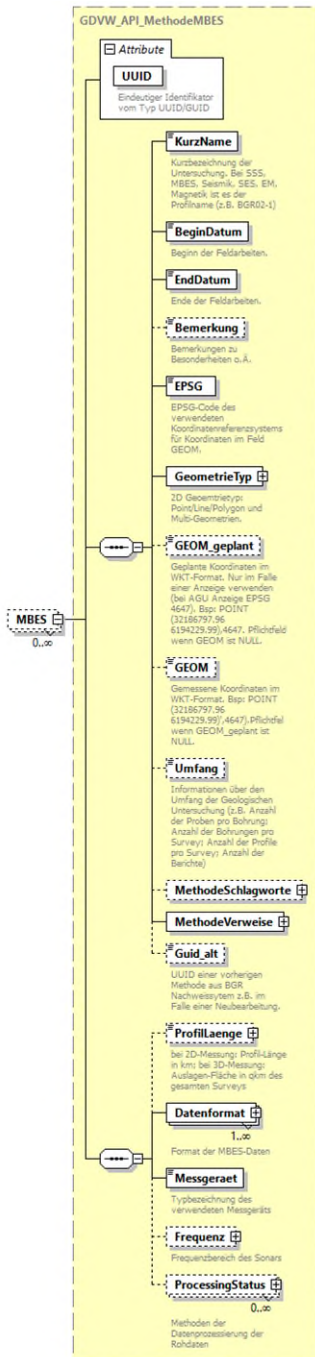 GDVW_API_MethodeMBES
Attribute
UUID
Eindeutiger Identifikator
vom Typ UUID/GUID
KurzName
Kurzbezeichnung der
Untersuchung. Bei SSS,
MBES, Seismik, SES, EM,
Magnetik ist es der
Profilname (z.B. BGR02-1)
BeginDatum
Beginn der Feldarbeiten.
EndDatum
Ende der Feldarbeiten.
Bemerkung
Bemerkungen zu
Besonderheiten o.Ä.
EPSG
EPSG-Code des
verwendeten
Koordinatenreferenzsystems
für Koordinaten im Feld
GEOM.
GeometrieTyp
2D Geoemtrietyp:
Point/Line/Polygon und
Multi-Geometrien.
GEOM_geplant
Geplante Koordinaten im
WKT-Format. Nur im Falle
einer Anzeige verwenden
(bei AGU Anzeige EPSG
4647). Bsp: POINT
(32186797.96
6194229.99),4647. Pflichtfeld
wenn GEOM ist NULL.
MBES
0..∞
GEOM
Gemessene Koordinaten im
WKT-Format. Bsp: POINT
(32186797.96
6194229.99)',4647).Pflichtfel
wenn GEOM_geplant ist
NULL.
Umfang
Informationen über den
Umfang der Geologischen
Untersuchung (z.B. Anzahl
der Proben pro Bohrung;
Anzahl der Bohrungen pro
Survey; Anzahl der Profile
pro Survey; Anzahl der
Berichte)
MethodeSchlagworte
MethodeVerweise
Guid_alt
UUID einer vorherigen
Methode aus BGR
Nachweissytem z.B. im
Falle einer Neubearbeitung.
ProfilLaenge
bei 2D-Messung: Profil-Länge
in km; bei 3D-Messung:
Auslagen-Fläche in qkm des
gesamten Surveys
Datenformat
1..∞
Format der MBES-Daten
Messgeraet
Typbezeichnung des
verwendeten Messgeräts
Frequenz
Frequenzbereich des Sonars
ProcessingStatus
0..∞
Methoden der
Datenprozessierung der
Rohdaten